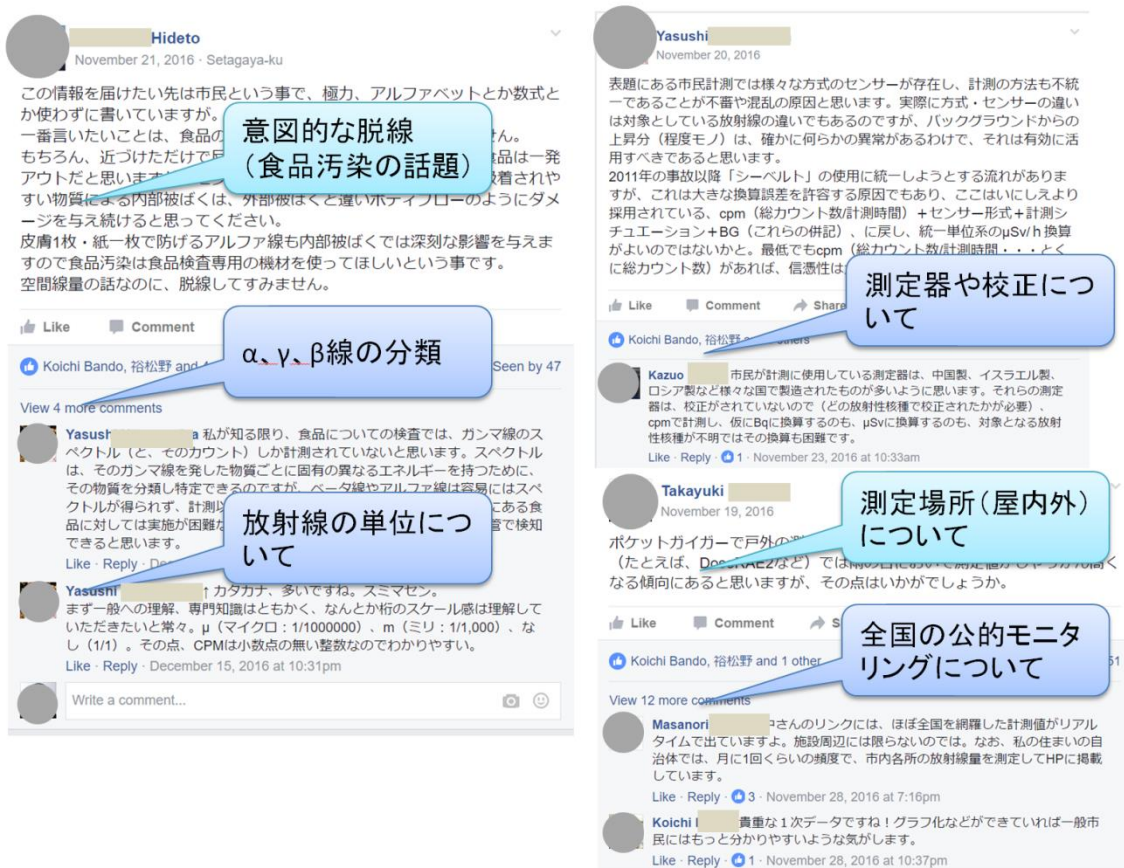 Hideto
November 21, 2016 · Setagaya-ku
この情報を届けたい先は市民という事で、極力、アルファベットとか数式と
か使わずに書いていますが。
一番言いたいことは、食品の
せん。
もちろん、近づけただけで
食品は一発
アウトだと思います
吸着されや
すい物質による内部被ばくは、外部被ばくと違いボディブローのようにダメ
ージを与え続けると思ってください。
皮膚1枚・紙一枚で防げるアルファ線も内部被ばくでは深刻な影響を与えま
すので食品汚染は食品検査専用の機材を使ってほしいという事です。
空間線量の話なのに、脱線してすみません。
意図的な脱線
（食品汚染の話題）
Like Comment
Koichi Bando, 裕松野 and 4
Seen by 47
α、γ、β線の分類
View 4 more comments
Yasush a 私が知る限り、食品についての検査では、ガンマ線のス
ペクトル（と、そのカウント）しか計測されていないと思います。スペクトル
は、そのガンマ線を発した物質ごとに固有の異なるエネルギーを持つために、
その物質を分類し特定できるのですが、ベータ線やアルファ線は容易にはスペ
クトルが得られず、計測
にある食
品に対しては実施が困難な
管で検知
できると思います。
Like · Reply · De
放射線の単位につ
いて
Yasushi ↑ カタカナ、多いですね。スミマセン。
まず一般への理解、専門知識はともかく、なんとか桁のスケール感は理解して
いただきたいと常々。μ（マイクロ：1/1000000）、m（ミリ：1/1,000）、な
し（1/1）。その点、CPMは小数点の無い整数なのでわかりやすい。
Like · Reply · December 15, 2016 at 10:31pm
Write a comment...
Yasushi
November 20, 2016
表題にある市民計測では様々な方式のセンサーが存在し、計測の方法も不統
一であることが不審や混乱の原因と思います。実際に方式・センサーの違い
は対象としている放射線の違いでもあるのですが、バックグラウンドからの
上昇分（程度モノ）は、確かに何らかの異常があるわけで、それは有効に活
用すべきであると思います。
2011年の事故以降「シーベルト」の使用に統一しようとする流れがありま
すが、これは大きな換算誤差を許容する原因でもあり、ここはいにしえより
採用されている、cpm（総カウント数/計測時間）＋センサー形式＋計測シ
チュエーション＋BG（これらの併記）、に戻し、統一単位系のμSv/h 換算
がよいのではないかと。最低でもcpm（総カウント数/計測時間・・・とく
に総カウント数）があれば、信憑性は
測定器や校正につ
いて
Like Comment Share
Koichi Bando, 裕松野 others
Kazuo 市民が計測に使用している測定器は、中国製、イスラエル製、
ロシア製など様々な国で製造されたものが多いように思います。それらの測定
器は、校正がされていないので（どの放射性核種で校正されたかが必要）、
cpmで計測し、仮にBqに換算するのも、μSvに換算するのも、対象となる放射
性核種が不明ではその換算も困難です。
Like · Reply · 1 · November 23, 2016 at 10:33am
Takayuki
November 19, 2016
測定場所（屋内外）
について
ポケットガイガーで戸外の
（たとえば、DoseRAE2など）では雨の日において測定値が
高く
なる傾向にあると思いますが、その点はいかがでしょうか。
Like Comment S
全国の公的モニタ
リングについて
Koichi Bando, 裕松野 and 1 other
51
View 12 more comments
Masanori 中さんのリンクには、ほぼ全国を網羅した計測値がリアル
タイムで出ていますよ。施設周辺には限らないのでは。なお、私の住まいの自
治体では、月に1回くらいの頻度で、市内各所の放射線量を測定してHPに掲載
しています。
Like · Reply · 3 · November 28, 2016 at 7:16pm
Koichi 貴重な１次データですね！グラフ化などができていれば一般市
民にはもっと分かりやすいような気がします。
Like · Reply · 1 · November 28, 2016 at 10:37pm